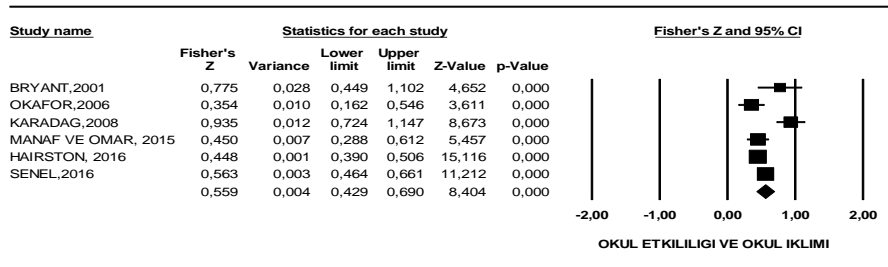 Study name Statistics for each study Fisher's Z and 95% CI
Fisher's Lower Upper
Z Variance limit limit Z-Value p-Value
BRYANT,2001 0,775 0,028 0,449 1,102 4,652 0,000
OKAFOR,2006 0,354 0,010 0,162 0,546 3,611 0,000
KARADAG,2008 0,935 0,012 0,724 1,147 8,673 0,000
MANAF VE OMAR, 2015 0,450 0,007 0,288 0,612 5,457 0,000
HAIRSTON, 2016 0,448 0,001 0,390 0,506 15,116 0,000
SENEL,2016 0,563 0,003 0,464 0,661 11,212 0,000
0,559 0,004 0,429 0,690 8,404 0,000
-2,00 -1,00 0,00 1,00 2,00
OKUL ETKILILIGI VE OKUL IKLIMI